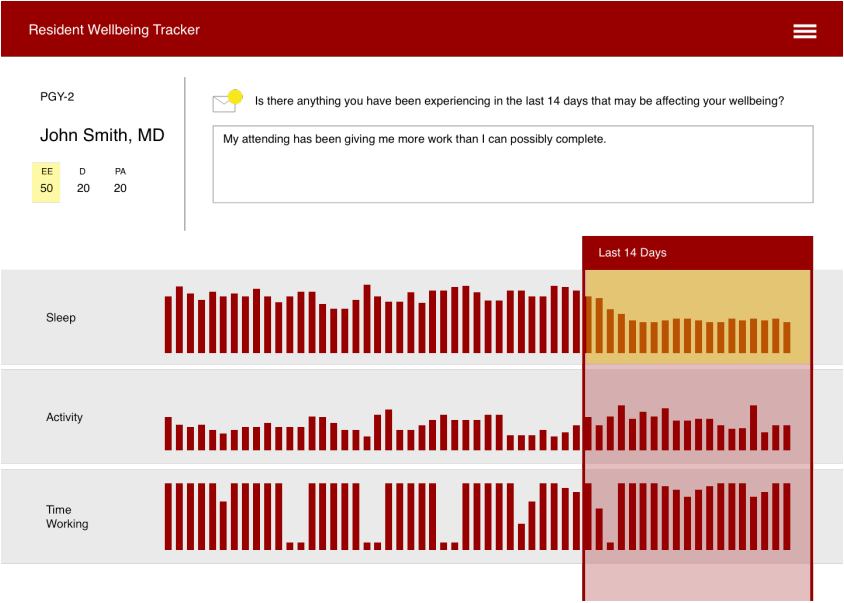 Resident Wellbeing Tracker
PGY-2
John Smith, MD
EE D PA
50 20 20
Is there anything you have been experiencing in the last 14 days that may be affecting your wellbeing?
My attending has been giving me more work than I can possibly complete.
Last 14 Days
Sleep
Activity
Time
Working